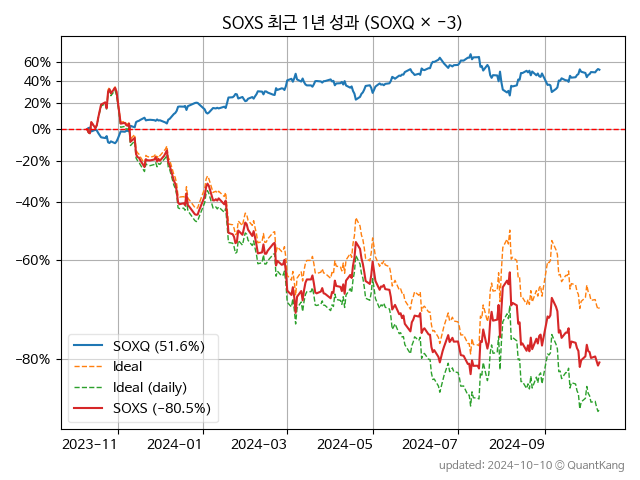 SOXS 최근 1년 성과 (SOXQ × −3)
60%
40%
20%
0%
−20%
−40%
−60%
−80%
SOXQ (51.6%)
Ideal
Ideal (daily)
SOXS (−80.5%)
2023−11
2024−01
2024−03
2024−05
2024−07
2024−09
updated: 2024-10-10 © QuantKang